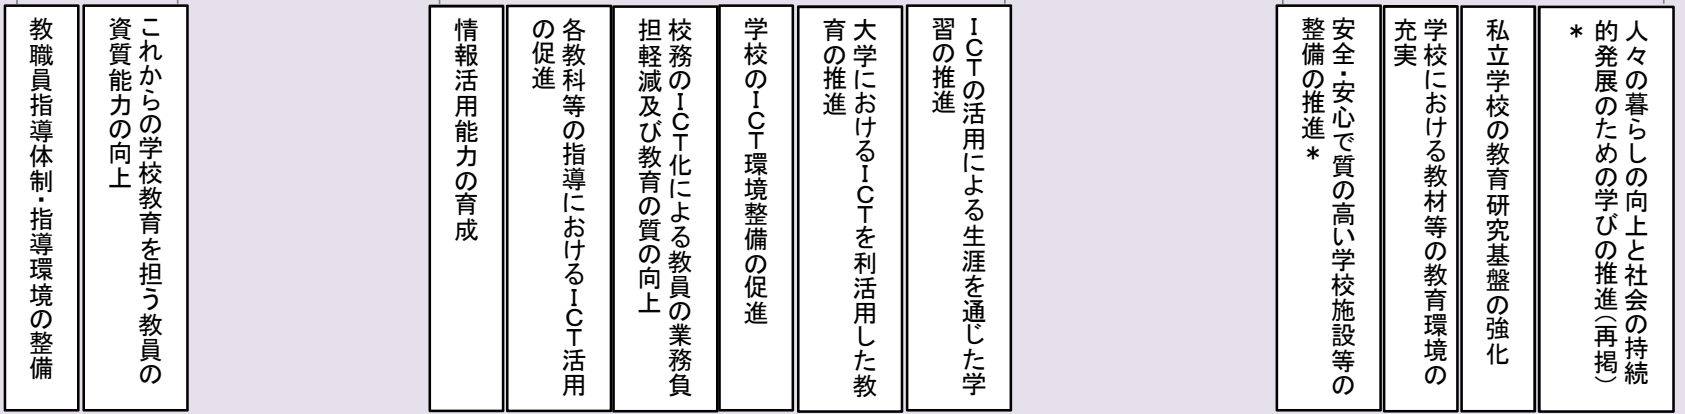 教職員指導体制・指導環境の整備
これからの学校教育を担う教員の
資質能力の向上
情報活用能力の育成
各教科等の指導におけるICT活用
の促進
校務のICT化による教員の業務負
担軽減及び教育の質の向上
学校のICT環境整備の促進
大学におけるICTを利活用した教
育の推進
ICTの活用による生涯を通じた学
習の推進
安全・安心で質の高い学校施設等の
整備の推進*
学校における教材等の教育環境の
充実
私立学校の教育研究基盤の強化
人々の暮らしの向上と社会の持続
的発展のための学びの推進(再掲)
*